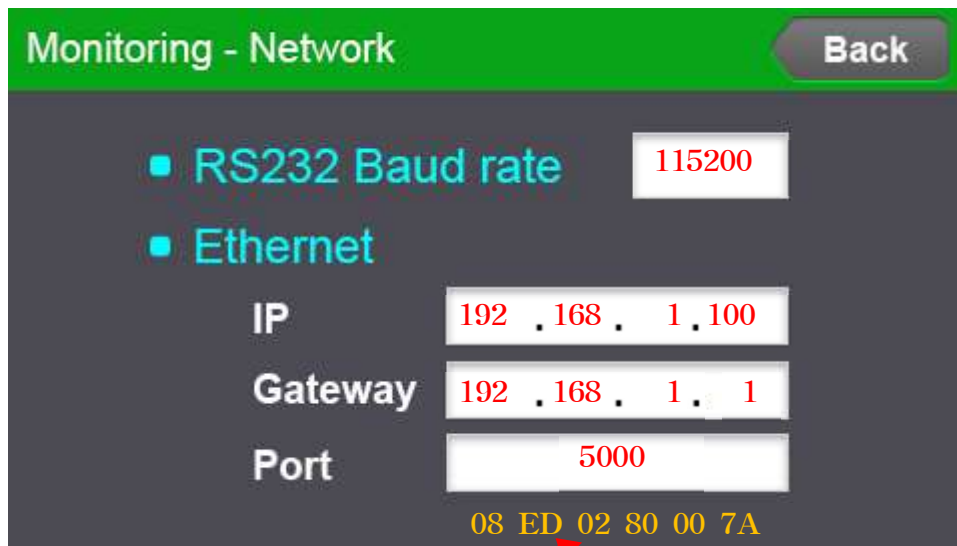 Monitoring - Network Back
RS232 Baud rate 115200
Ethernet
IP 192 . 168 . 1 . 100
Gateway 192 . 168 . 1 . 1
Port 5000
08 ED 02 80 00 7A